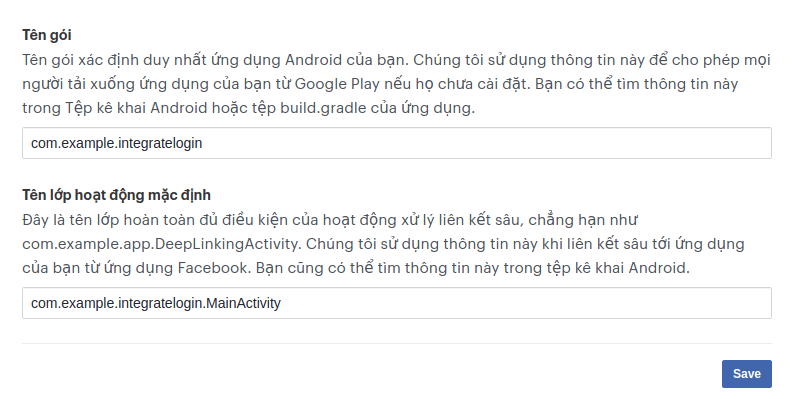 Tên gói
Tên gói xác định duy nhất ứng dụng Android của bạn. Chúng tôi sử dụng thông tin này để cho phép mọi
người tải xuống ứng dụng của bạn từ Google Play nếu họ chưa cài đặt. Bạn có thể tìm thông tin này
trong Tệp kê khai Android hoặc tệp build.gradle của ứng dụng.
com.example.integratelogin
Tên lớp hoạt động mặc định
Đây là tên lớp hoàn toàn đủ điều kiện của hoạt động xử lý liên kết sâu, chẳng hạn như
com.example.app.DeepLinkingActivity. Chúng tôi sử dụng thông tin này khi liên kết sâu tới ứng dụng
của bạn từ ứng dụng Facebook. Bạn cũng có thể tìm thông tin này trong tệp kê khai Android.
com.example.integratelogin.MainActivity
Save